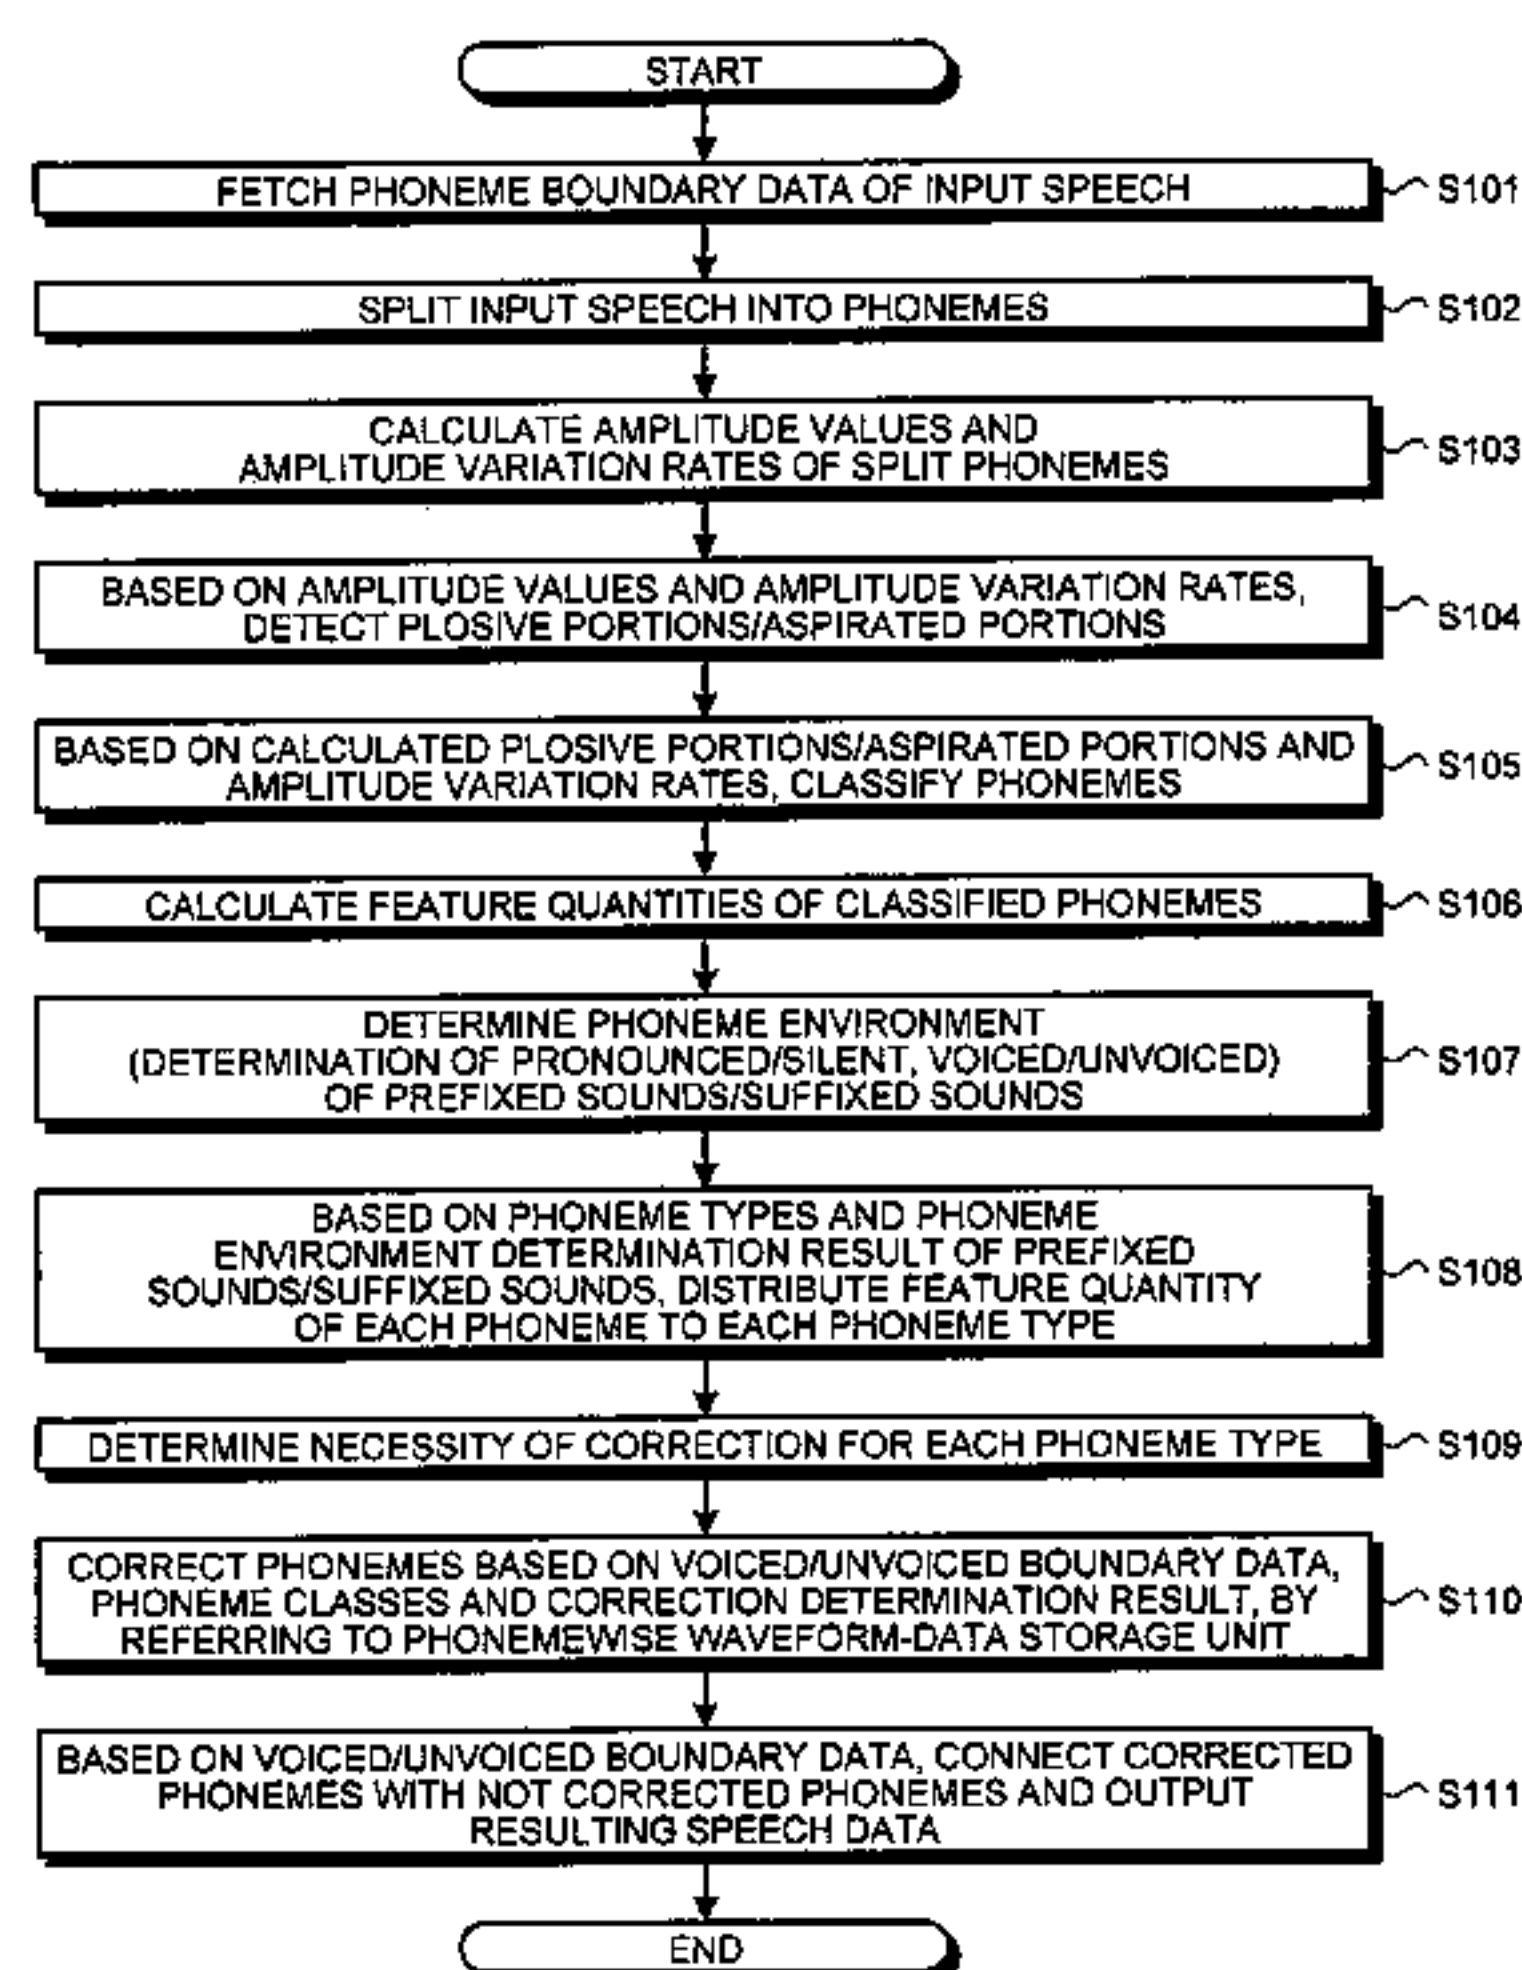 START
FETCH PHONEME BOUNDARY DATA OF INPUT SPEECH
S101
SPLIT INPUT SPEECH INTO PHONEMES
S102
CALCULATE AMPLITUDE VALUES AND
AMPLITUDE VARIATION RATES OF SPLIT PHONEMES
S103
BASED ON AMPLITUDE VALUES AND AMPLITUDE VARIATION RATES,
DETECT PLOSIVE PORTIONS/ASPIRATED PORTIONS
S104
BASED ON CALCULATED PLOSIVE PORTIONS/ASPIRATED PORTIONS AND
AMPLITUDE VARIATION RATES, CLASSIFY PHONEMES
S105
CALCULATE FEATURE QUANTITIES OF CLASSIFIED PHONEMES
S106
DETERMINE PHONEME ENVIRONMENT
(DETERMINATION OF PRONOUNCED/SILENT, VOICED/UNVOICED)
OF PREFIXED SOUNDS/SUFFIXED SOUNDS
S107
BASED ON PHONEME TYPES AND PHONEME
ENVIRONMENT DETERMINATION RESULT OF PREFIXED
SOUNDS/SUFFIXED SOUNDS, DISTRIBUTE FEATURE QUANTITY
OF EACH PHONEME TO EACH PHONEME TYPE
S108
DETERMINE NECESSITY OF CORRECTION FOR EACH PHONEME TYPE
S109
CORRECT PHONEMES BASED ON VOICED/UNVOICED BOUNDARY DATA,
PHONEME CLASSES AND CORRECTION DETERMINATION RESULT, BY
REFERRING TO PHONEMEWISE WAVEFORM-DATA STORAGE UNIT
S110
BASED ON VOICED/UNVOICED BOUNDARY DATA, CONNECT CORRECTED
PHONEMES WITH NOT CORRECTED PHONEMES AND OUTPUT
RESULTING SPEECH DATA
S111
END